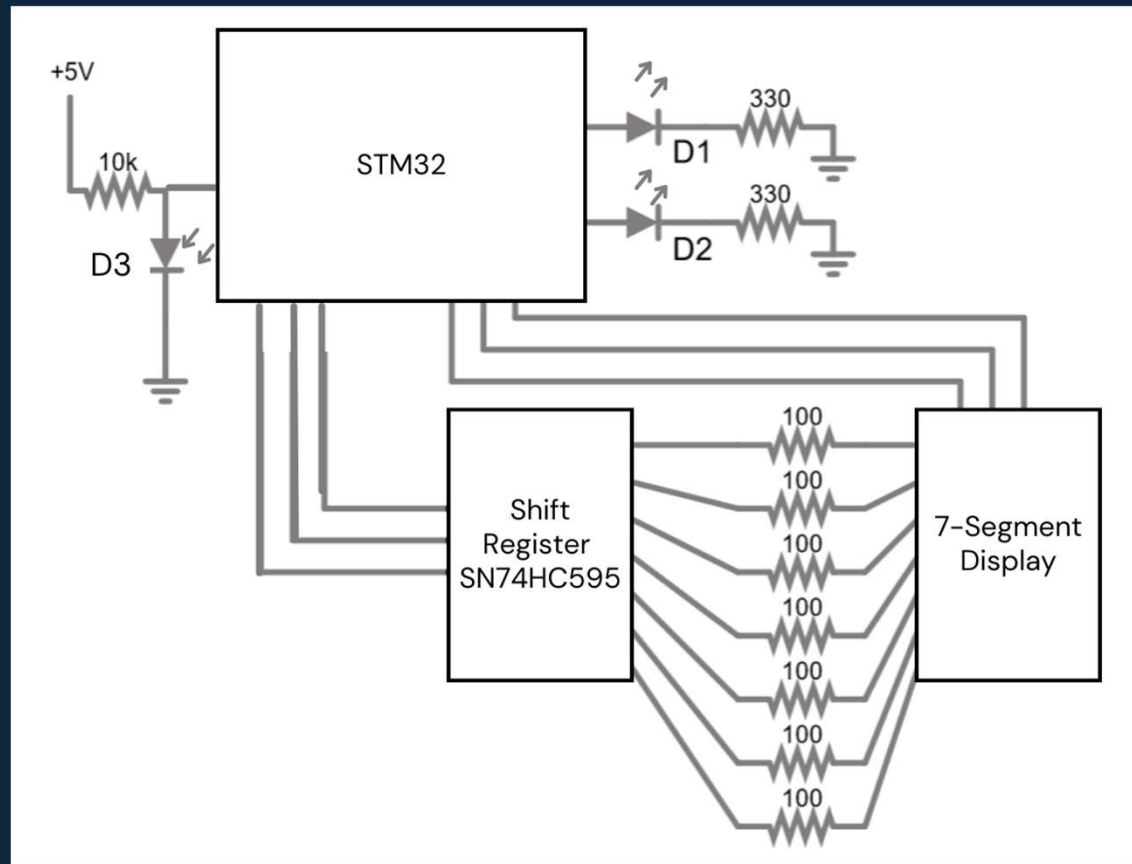 +5V
10k
D3
STM32
330
D1
330
D2
Shift
Register
SN74HC595
100
100
100
100
100
100
100
7-Segment
Display